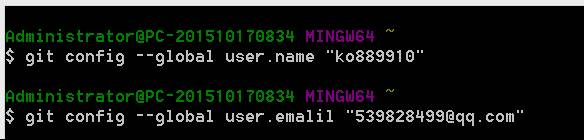 Administrator@PC-201510170834 MINGW64 ~
$ git config --global user.name "ko889910"
Administrator@PC-201510170834 MINGW64 ~
$ git config --global user.emalil "539828499@qq.com"